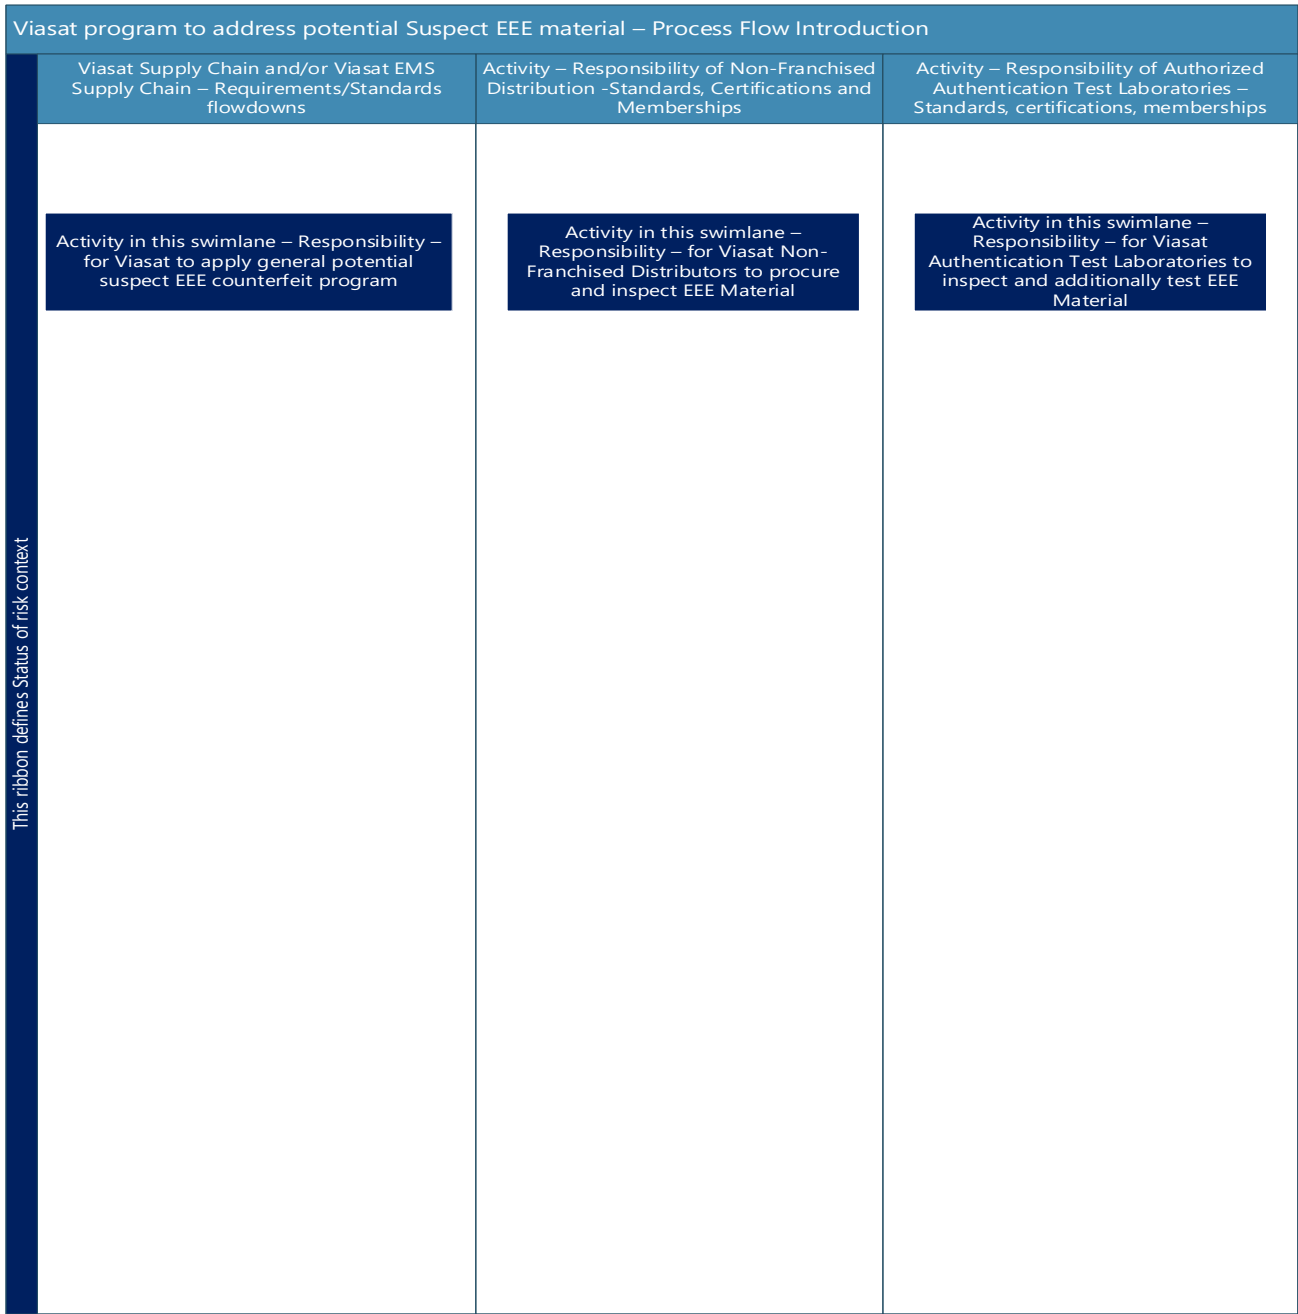 Viasat program to address potential Suspect EEE material – Process Flow Introduction
Viasat Supply Chain and/or Viasat EMS
Supply Chain – Requirements/Standards
flowdowns
Activity – Responsibility of Non-Franchised
Distribution -Standards, Certifications and
Memberships
Activity – Responsibility of Authorized
Authentication Test Laboratories –
Standards, certifications, memberships
Activity in this swimlane – Responsibility –
for Viasat to apply general potential
suspect EEE counterfeit program
Activity in this swimlane –
Responsibility – for Viasat Non-
Franchised Distributors to procure
and inspect EEE Material
Activity in this swimlane –
Responsibility – for Viasat
Authentication Test Laboratories to
inspect and additionally test EEE
Material
This ribbon defines Status of risk context